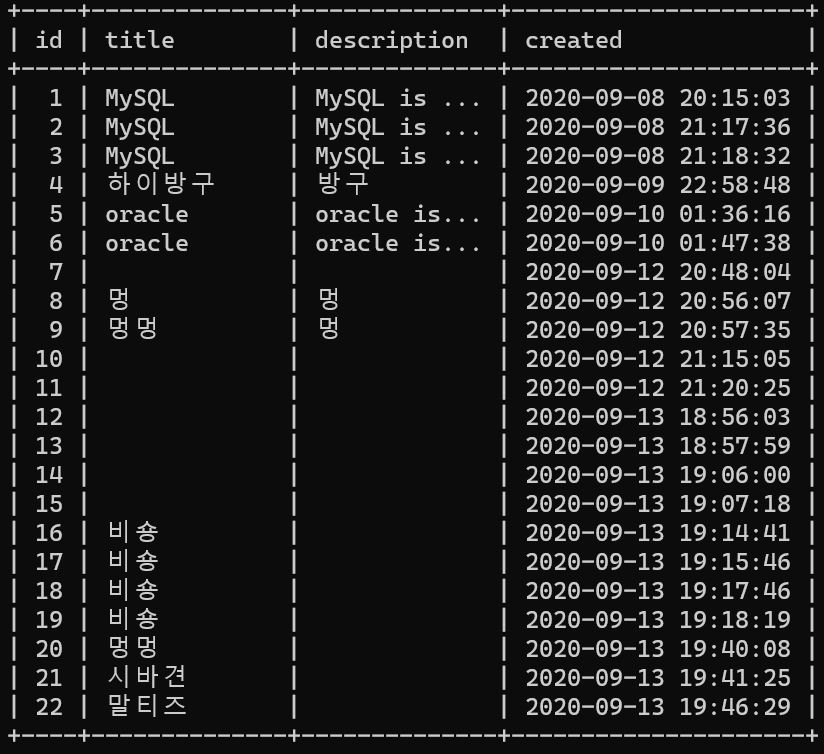 +----+--------------+---------------+---------------------+
| id | title        | description   | created             |
+----+--------------+---------------+---------------------+
|  1 | MySQL        | MySQL is ...  | 2020-09-08 20:15:03 |
|  2 | MySQL        | MySQL is ...  | 2020-09-08 21:17:36 |
|  3 | MySQL        | MySQL is ...  | 2020-09-08 21:18:32 |
|  4 | 하이방구     | 방구          | 2020-09-09 22:58:48 |
|  5 | oracle       | oracle is...  | 2020-09-10 01:36:16 |
|  6 | oracle       | oracle is...  | 2020-09-10 01:47:38 |
|  7 |              |               | 2020-09-12 20:48:04 |
|  8 | 멍           | 멍            | 2020-09-12 20:56:07 |
|  9 | 멍멍         | 멍            | 2020-09-12 20:57:35 |
| 10 |              |               | 2020-09-12 21:15:05 |
| 11 |              |               | 2020-09-12 21:20:25 |
| 12 |              |               | 2020-09-13 18:56:03 |
| 13 |              |               | 2020-09-13 18:57:59 |
| 14 |              |               | 2020-09-13 19:06:00 |
| 15 |              |               | 2020-09-13 19:07:18 |
| 16 | 비숑         |               | 2020-09-13 19:14:41 |
| 17 | 비숑         |               | 2020-09-13 19:15:46 |
| 18 | 비숑         |               | 2020-09-13 19:17:46 |
| 19 | 비숑         |               | 2020-09-13 19:18:19 |
| 20 | 멍멍         |               | 2020-09-13 19:40:08 |
| 21 | 시바견       |               | 2020-09-13 19:41:25 |
| 22 | 말티즈       |               | 2020-09-13 19:46:29 |
+----+--------------+---------------+---------------------+